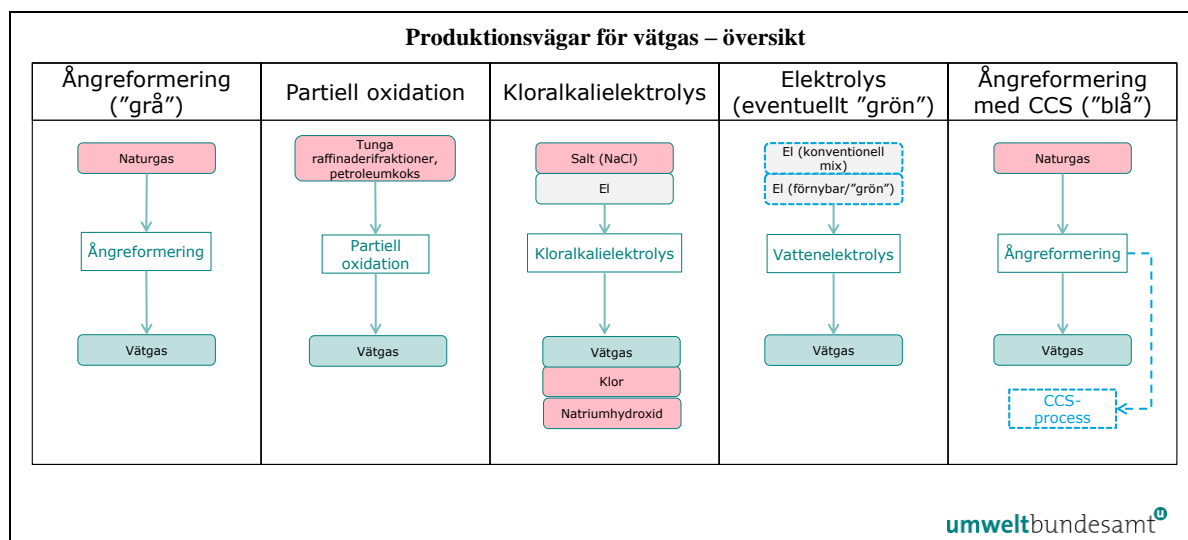 Produktionsvägar för vätgas – översikt
Ångreformering
("grå")
Naturgas
Ångreformering
Vätgas
Partiell oxidation
Tunga
raffinaderifraktioner,
petroleumkoks
Partiell
oxidation
Vätgas
Kloralkalielektrolys
Salt (NaCl)
El
Kloralkalielektrolys
Vätgas
Klor
Natriumhydroxid
Elektrolys
(eventuellt ”grön”)
El (konventionell
mix)
El (förnybar/”grön”)
Vattenelektrolys
Vätgas
Ångreformering
med CCS (”blå”)
Naturgas
Ångreformering
Vätgas
CCS-
process
umweltbundesamt u